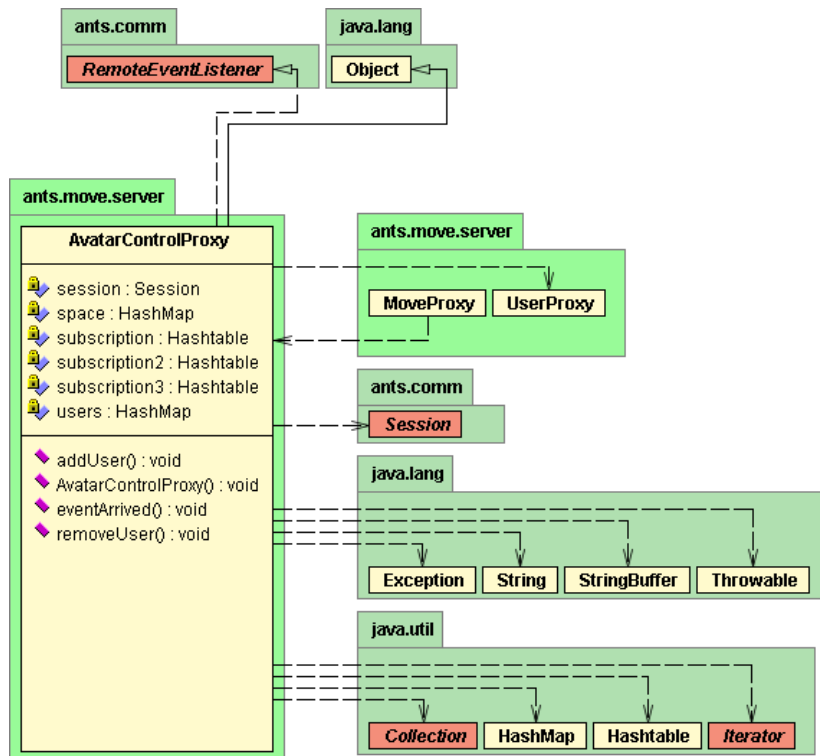 ants.comm
java.lang
RemoteEventListener
Object
ants.move.server
AvatarControlProxy
session : Session
space : HashMap
subscription : Hashtable
subscription2 : Hashtable
subscription3 : Hashtable
users : HashMap
addUser() : void
AvatarControlProxy() : void
eventArrived() : void
removeUser() : void
ants.move.server
MoveProxy
UserProxy
ants.comm
Session
java.lang
Exception
String
StringBuffer
Throwable
java.util
Collection
HashMap
Hashtable
Iterator